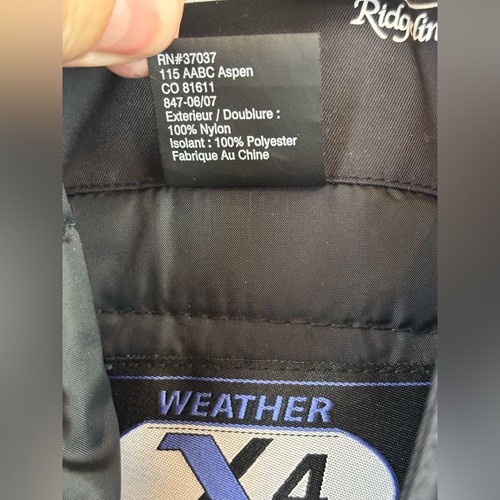 Ridgelin
RN#37037
115 AABC Aspen
CO 81611
847-06/07
Exterieur / Doublure :
100% Nylon
Isolant : 100% Polyester
Fabrique Au Chine
WEATHER
X4